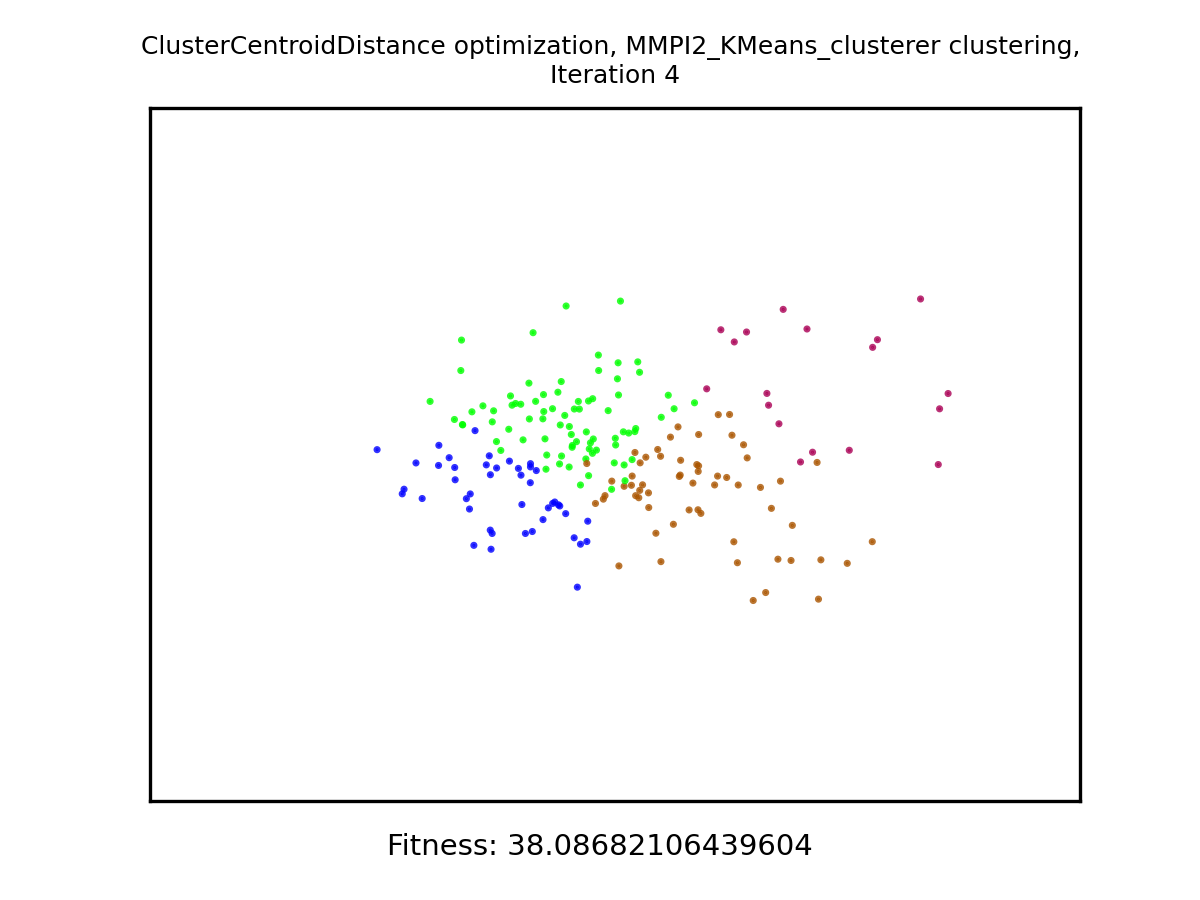 ClusterCentroidDistance optimization, MMPI2_KMeans_clusterer clustering,
Iteration 4
Fitness: 38.08682106439604